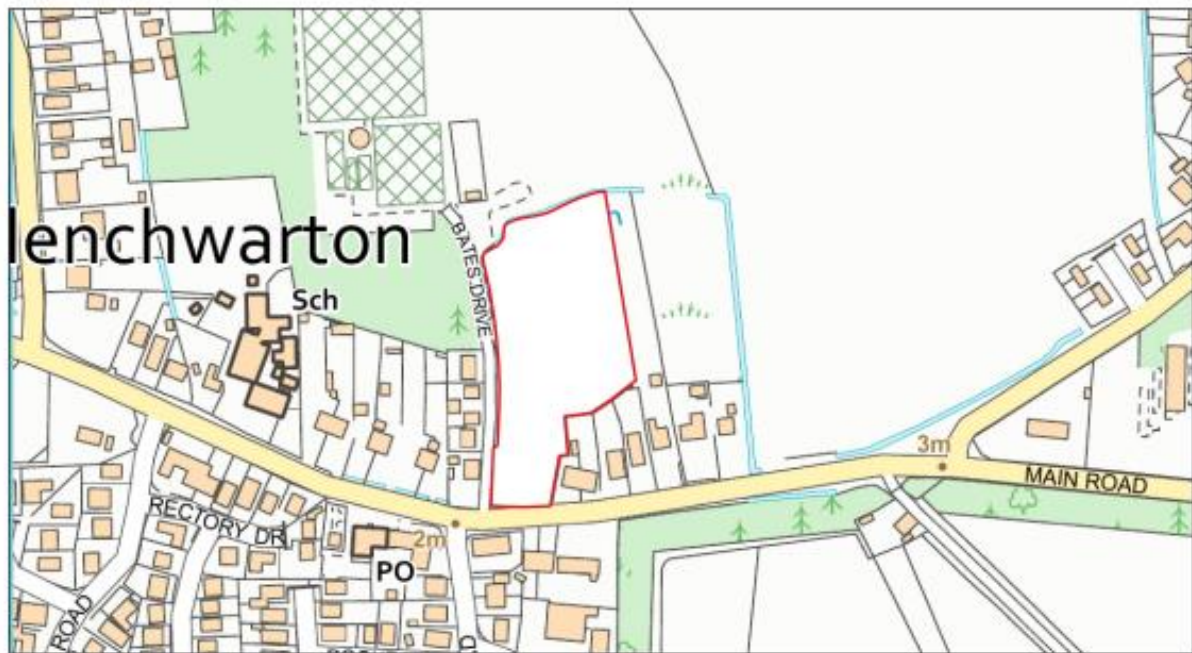 lenchwarton
Sch
BATES DRIVE
3m
MAIN ROAD
RECTORY DR
2m
PO
ROAD